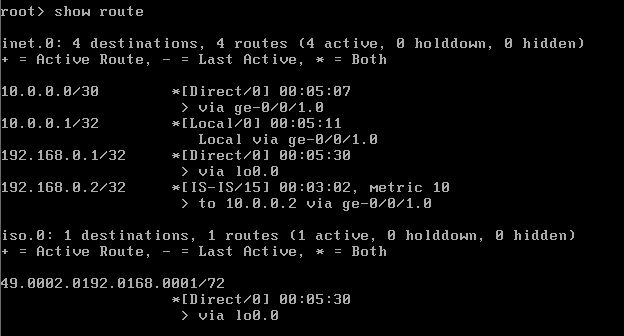 root> show route
inet.0: 4 destinations, 4 routes (4 active, 0 holddown, 0 hidden)
+ = Active Route, - = Last Active, * = Both
10.0.0.0/30 *[Direct/0] 00:05:07
> via ge-0/0/1.0
10.0.0.1/32 *[Local/0] 00:05:11
Local via ge-0/0/1.0
192.168.0.1/32 *[Direct/0] 00:05:30
> via lo0.0
192.168.0.2/32 *[IS-IS/15] 00:03:02, metric 10
> to 10.0.0.2 via ge-0/0/1.0
iso.0: 1 destinations, 1 routes (1 active, 0 holddown, 0 hidden)
+ = Active Route, - = Last Active, * = Both
49.0002.0192.0168.0001/72
*[Direct/0] 00:05:30
> via lo0.0